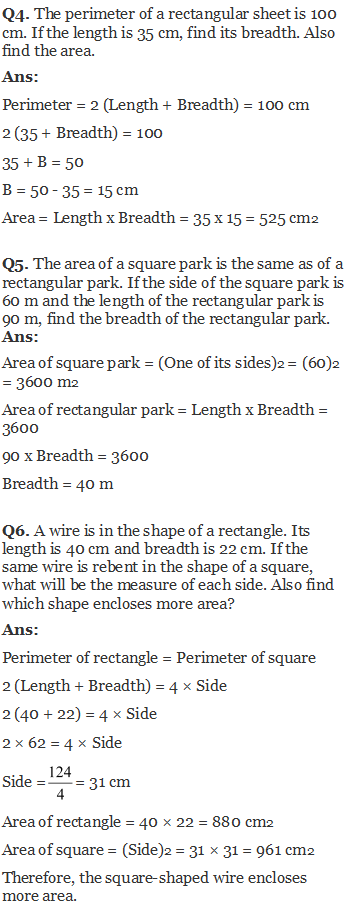 Q4. The perimeter of a rectangular sheet is 100
cm. If the length is 35 cm, find its breadth. Also
find the area.
Ans:
Perimeter = 2 (Length + Breadth) = 100 cm
2 (35 + Breadth) = 100
35 + B = 50
B = 50 - 35 = 15 cm
Area = Length x Breadth = 35 x 15 = 525 cm2
Q5. The area of a square park is the same as of a
rectangular park. If the side of the square park is
60 m and the length of the rectangular park is
90 m, find the breadth of the rectangular park.
Ans:
Area of square park = (One of its sides)2 = (60)2
= 3600 m2
Area of rectangular park = Length x Breadth =
3600
90 x Breadth = 3600
Breadth = 40 m
Q6. A wire is in the shape of a rectangle. Its
length is 40 cm and breadth is 22 cm. If the
same wire is rebent in the shape of a square,
what will be the measure of each side. Also find
which shape encloses more area?
Ans:
Perimeter of rectangle = Perimeter of square
2 (Length + Breadth) = 4 × Side
2 (40 + 22) = 4 × Side
2 × 62 = 4 × Side
Side = 124/4 = 31 cm
Area of rectangle = 40 × 22 = 880 cm2
Area of square = (Side)2 = 31 × 31 = 961 cm2
Therefore, the square-shaped wire encloses
more area.